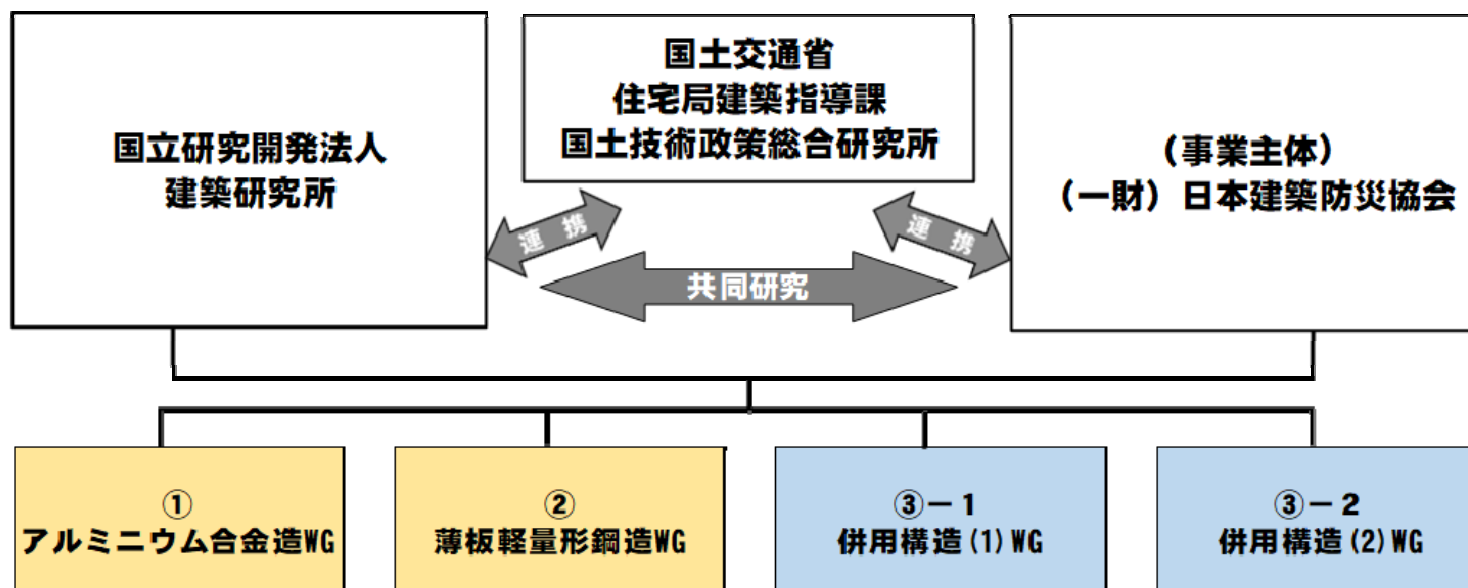 国立研究開発法人
建築研究所
国土交通省
住宅局建築指導課
国土技術政策総合研究所
(事業主体)
(一財)日本建築防災協会
連携
連携
共同研究
①
アルミニウム合金造WG
②
薄板軽量形鋼造WG
③-1
併用構造(1)WG
③-2
併用構造(2)WG